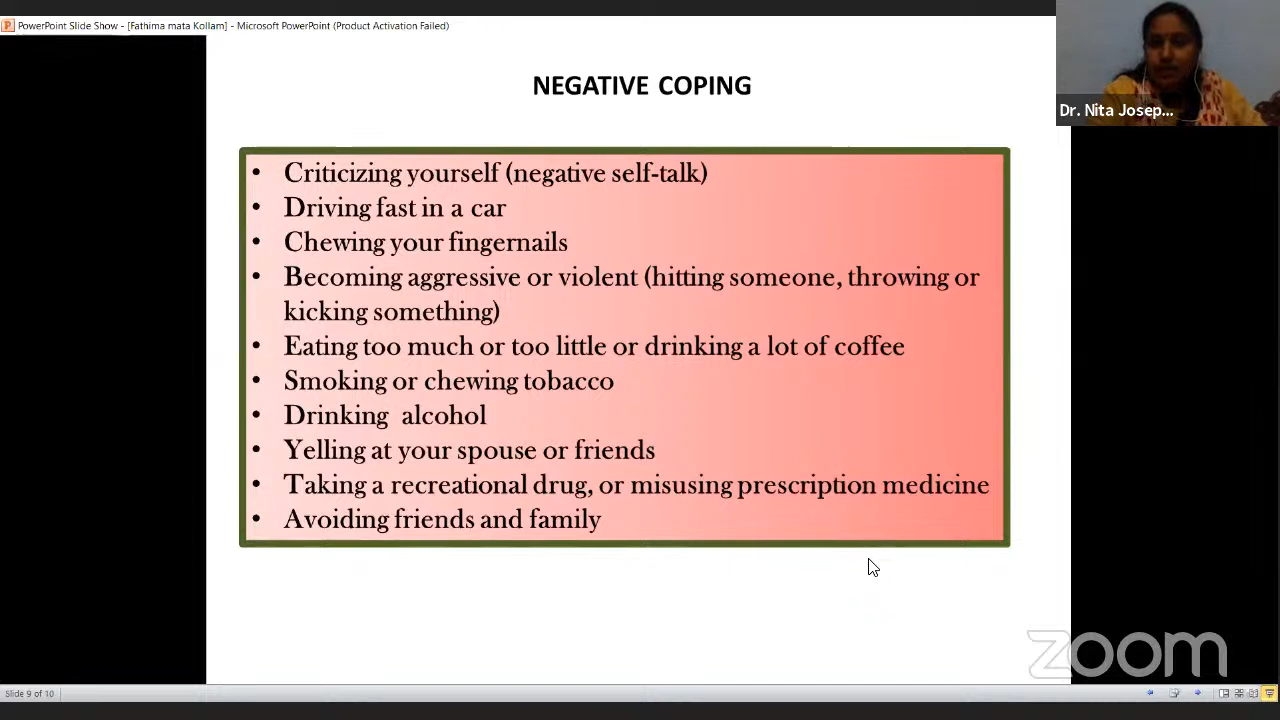 PowerPoint Slide Show - [Fathima mata Kollam] - Microsoft PowerPoint (Product Activation Failed)
NEGATIVE COPING
Dr. Nita Josep...
• Criticizing yourself (negative self-talk)
• Driving fast in a car
• Chewing your fingernails
• Becoming aggressive or violent (hitting someone, throwing or
kicking something)
• Eating too much or too little or drinking a lot of coffee
• Smoking or chewing tobacco
• Drinking alcohol
• Yelling at your spouse or friends
• Taking a recreational drug, or misusing prescription medicine
• Avoiding friends and family
zoom
Slide 9 of 10